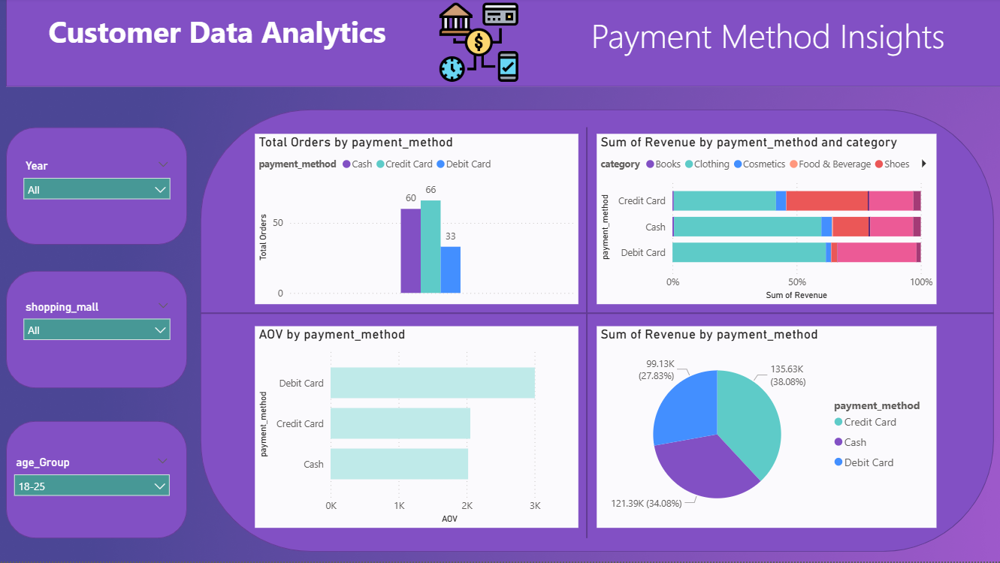 Customer Data Analytics
Payment Method Insights
$
Year
All
shopping_mall
All
age_Group
18-25
Total Orders by payment_method
payment_method Cash Credit Card Debit Card
Total Orders
50
0
60
66
33
Sum of Revenue by payment_method and category
category Books Clothing Cosmetics Food & Beverage Shoes
payment_method
Credit Card
Cash
Debit Card
0% 50% 100%
Sum of Revenue
AOV by payment_method
payment_method
Debit Card
Credit Card
Cash
0K 1K 2K 3K
AOV
Sum of Revenue by payment_method
99.13K
(27.83%)
135.63K
(38.08%)
121.39K (34.08%)
payment_method
Credit Card
Cash
Debit Card